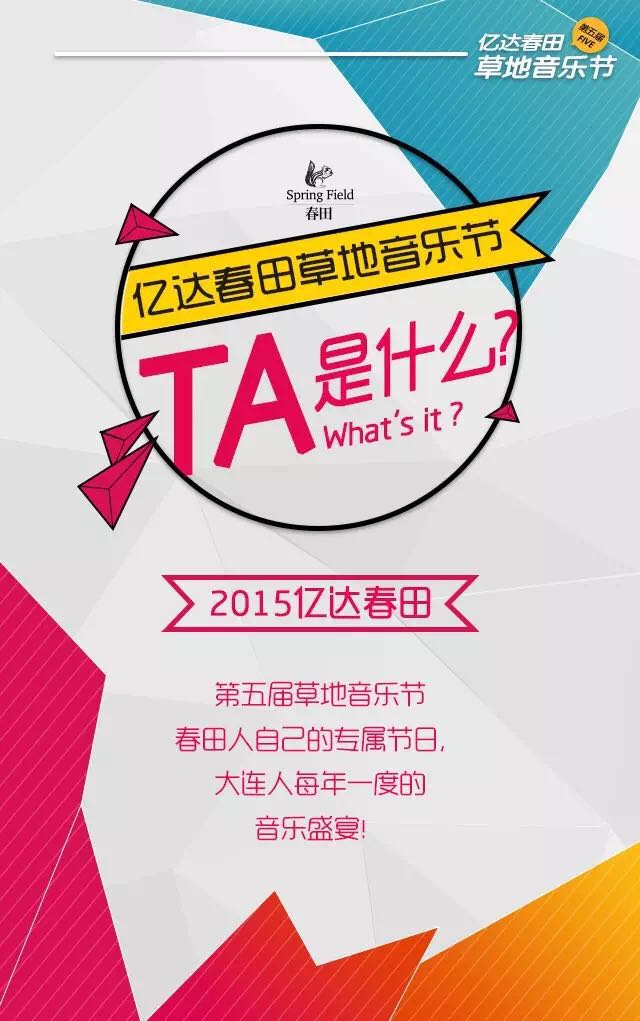 亿达春田
第五届
FIVE
草地音乐节
Spring Field
春田
亿达春田草地音乐节
TA是什么?
What's it ?
2015亿达春田
第五届草地音乐节
春田人自己的专属节日,
大连人每年一度的
音乐盛宴!